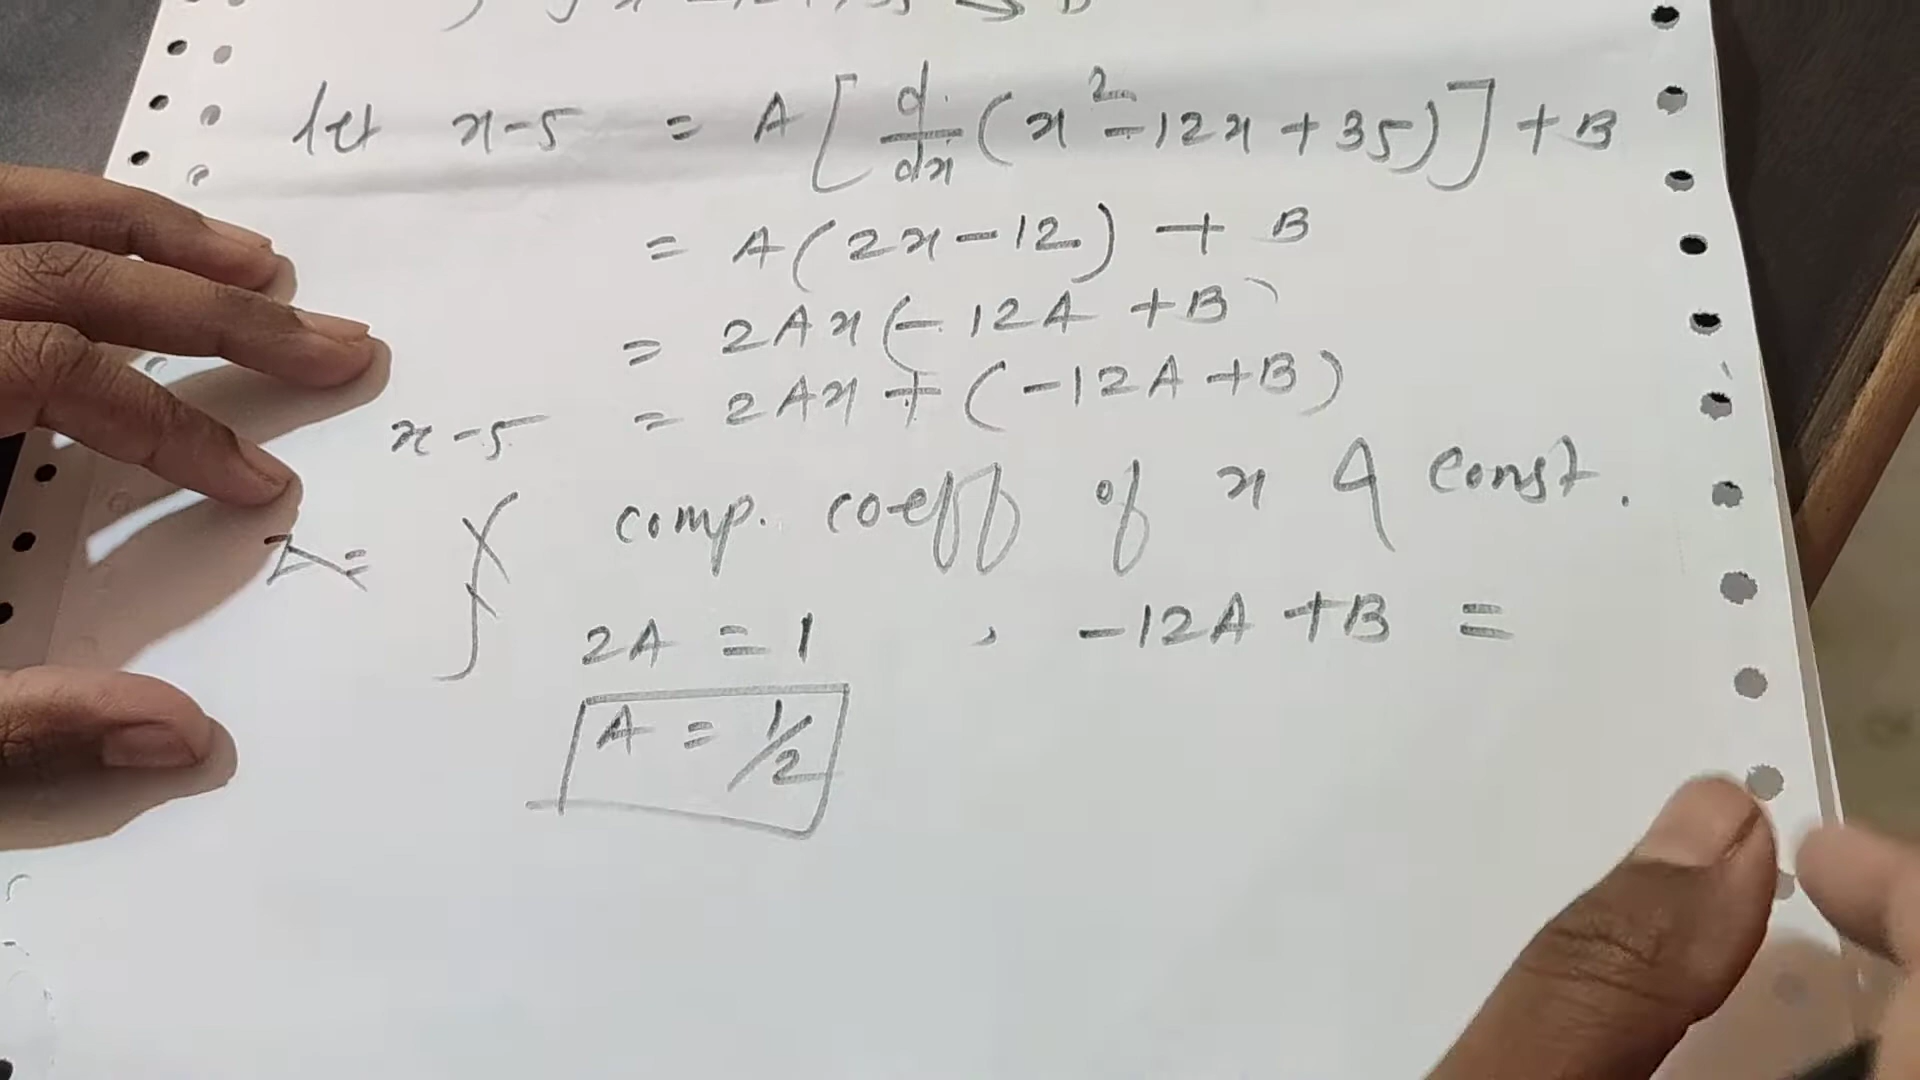 let x-5 = A[d/dx(x²-12x+35)]+B
= A(2x-12) + B
= 2Ax(-12A+B)
x-5 = 2Ax+(-12A+B)
comp. coeff of x & const.
2A = 1 , -12A+B =
A = 1/2